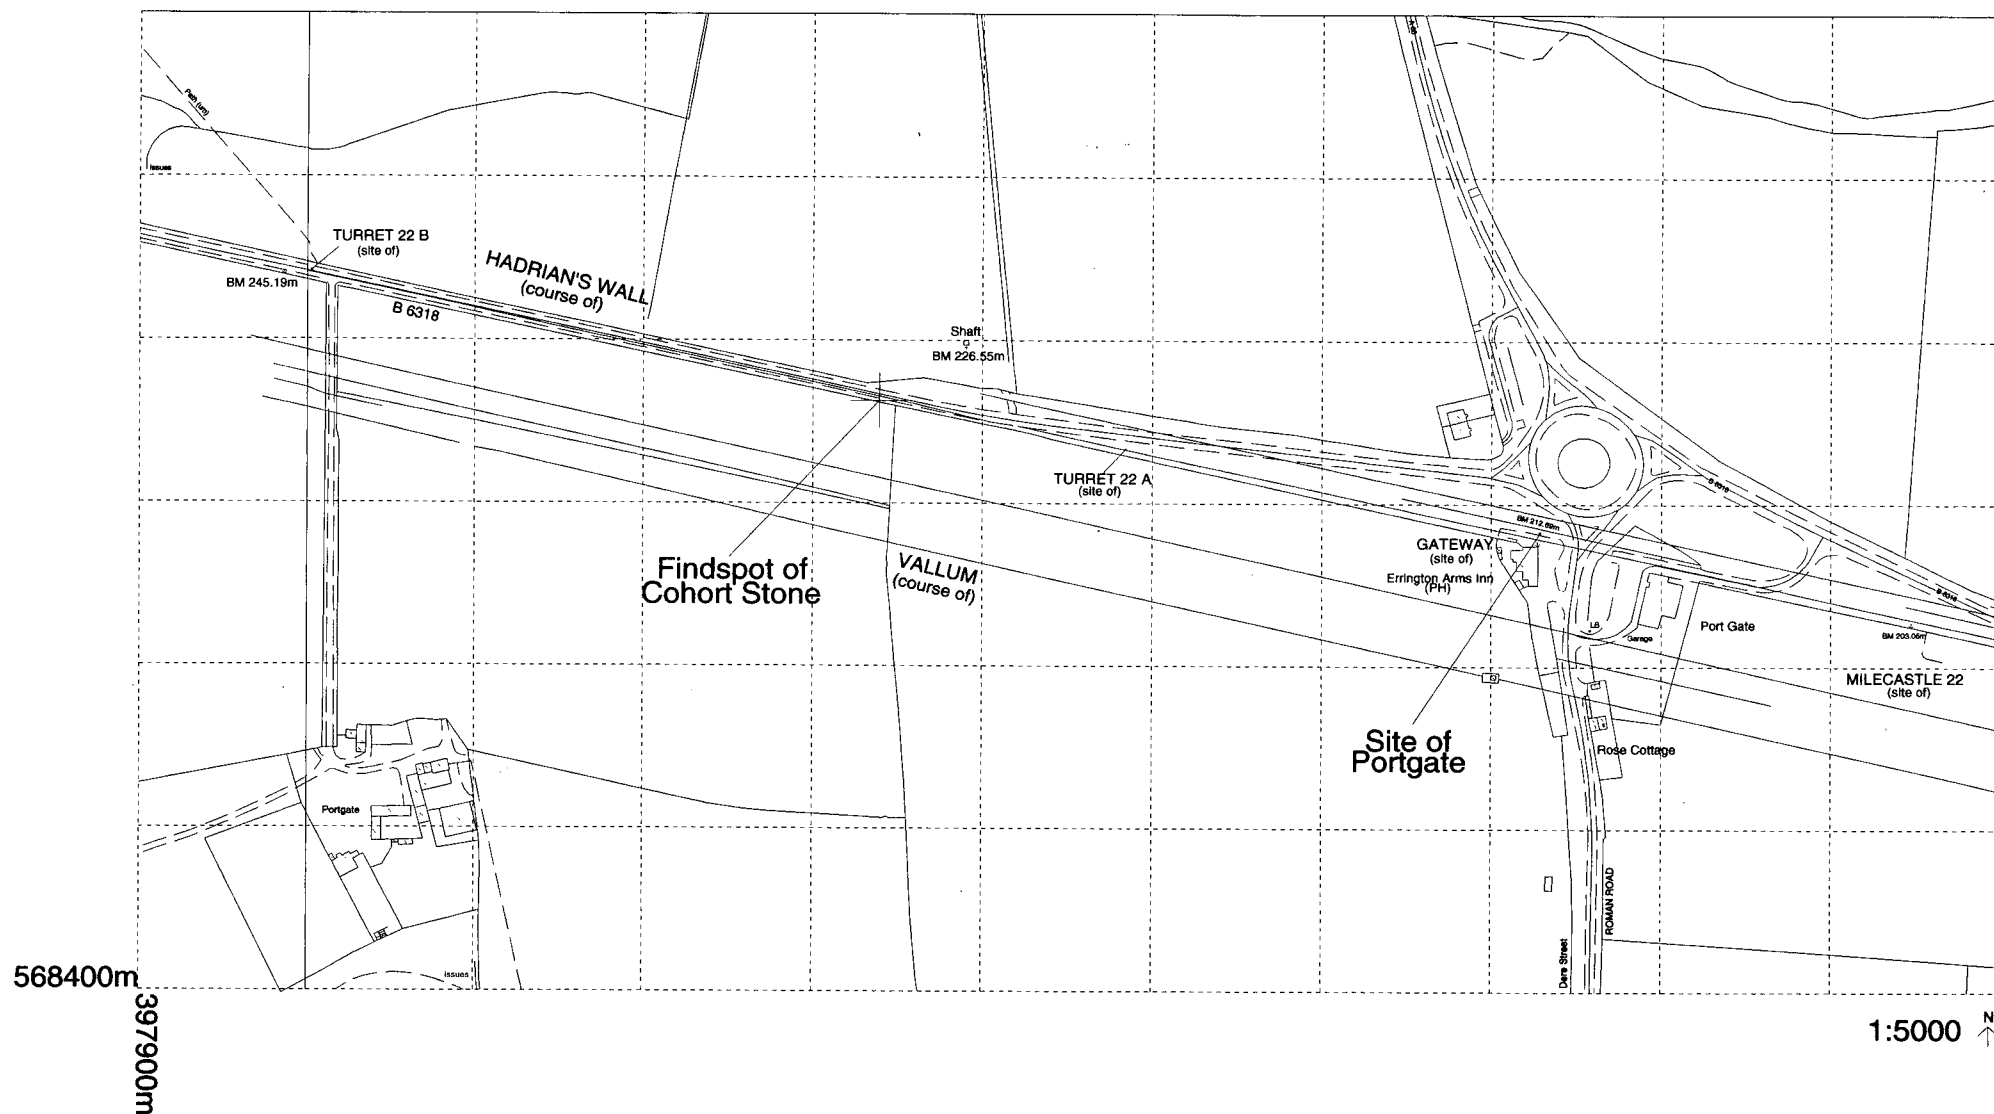 A68
Path (um)
Issues
TURRET 22 B
(site of)
BM 245.19m
HADRIAN'S WALL
(course of)
B 6318
Shaft
BM 226.55m
TURRET 22 A
(site of)
B 6318
BM 212.69m
GATEWAY
(site of)
Errington Arms Inn
(PH)
Findspot of
Cohort Stone
VALLUM
(course of)
B 6318
LB
Garage
Port Gate
BM 203.06m
MILECASTLE 22
(site of)
Site of
Portgate
Rose Cottage
Portgate
ROMAN ROAD
Dere Street
issues
568400m
397900m
1:5000
N